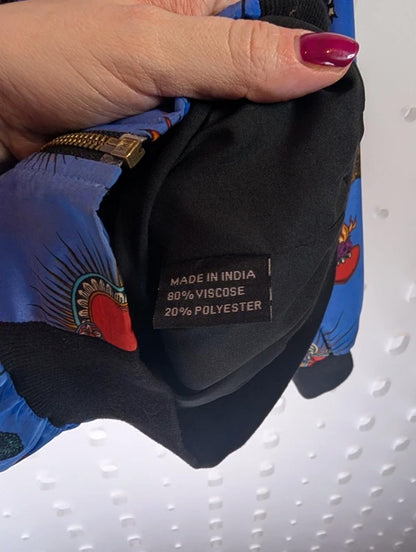 MADE IN INDIA
80% VISCOSE
20% POLYESTER